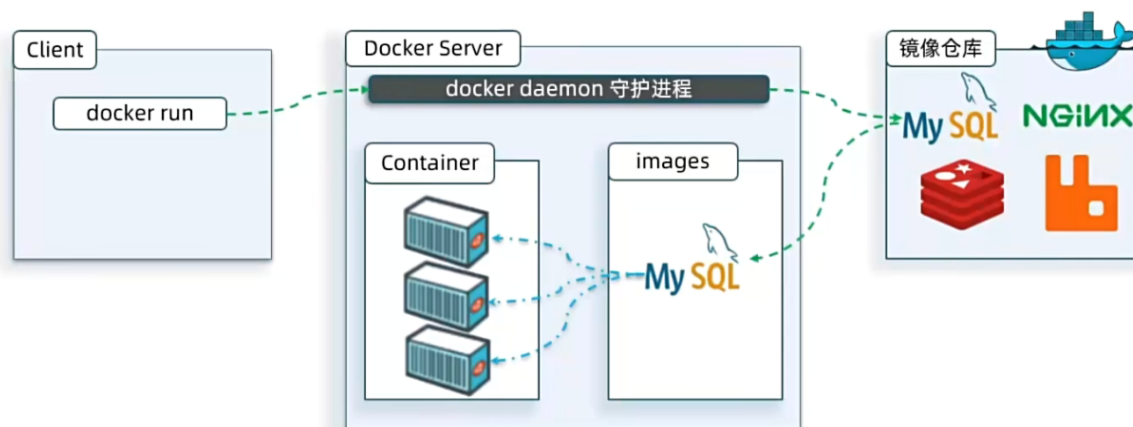 Client
docker run
Docker Server
docker daemon 守护进程
Container
images
MySQL
镜像仓库
MySQL
NGiNX